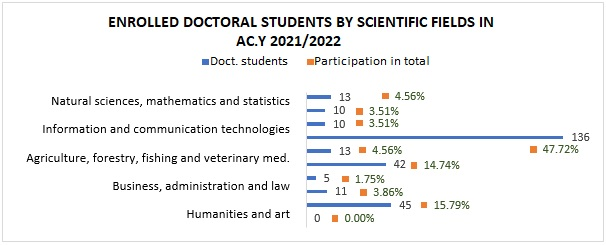 ENROLLED DOCTORAL STUDENTS BY SCIENTIFIC FIELDS IN
AC.Y 2021/2022
Doct. students Participation in total
Natural sciences, mathematics and statistics 13 4.56%
10 3.51%
Information and communication technologies 10 3.51%
136
47.72%
Agriculture, forestry, fishing and veterinary med. 13 4.56%
42 14.74%
5 1.75%
Business, administration and law 11 3.86%
45 15.79%
Humanities and art 0 0.00%